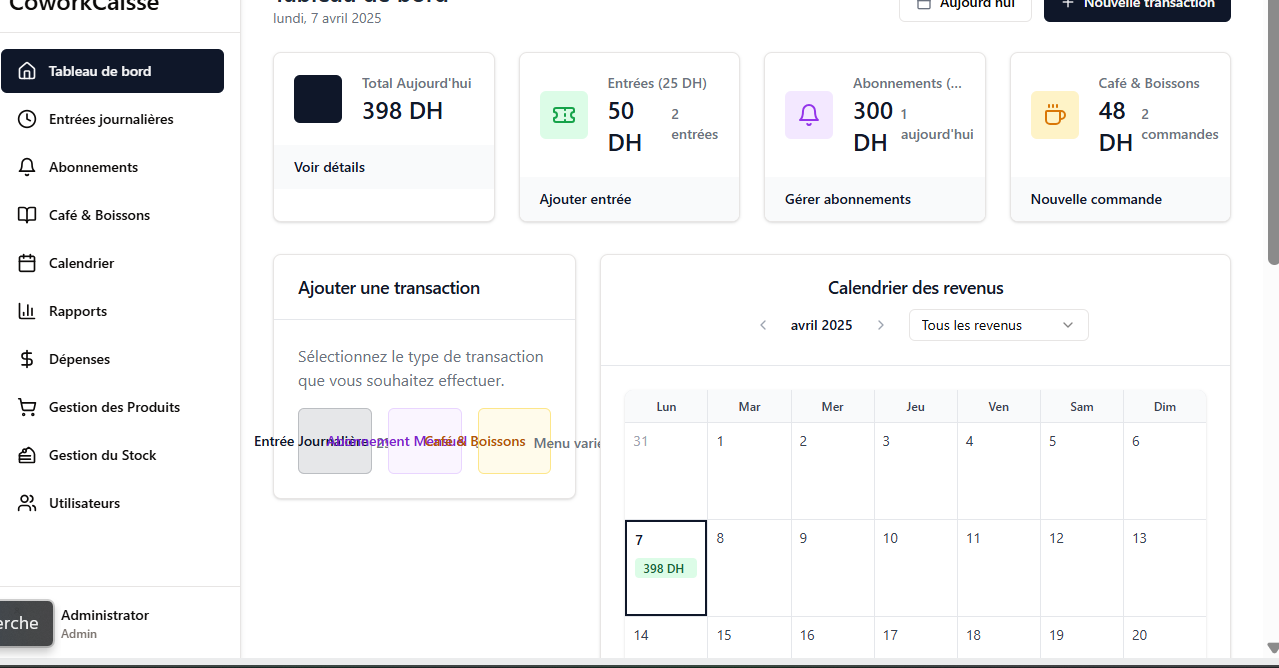 CoworkCaisse
Tableau de bord
Entrées journalières
Abonnements
Café & Boissons
Calendrier
Rapports
Dépenses
Gestion des Produits
Gestion du Stock
Utilisateurs
erche
Administrator
Admin
Tableau de bord
lundi, 7 avril 2025
Aujourd'hui
Nouvelle transaction
Total Aujourd'hui
398 DH
Voir détails
Entrées (25 DH)
50 DH
2 entrées
Ajouter entrée
Abonnements (...
300 DH
1 aujourd'hui
Gérer abonnements
Café & Boissons
48 DH
2 commandes
Nouvelle commande
Ajouter une transaction
Sélectionnez le type de transaction
que vous souhaitez effectuer.
Entrée Journalière
Abonnement Mensuel
Café & Boissons
Menu varié
Calendrier des revenus
avril 2025
Tous les revenus
Lun Mar Mer Jeu Ven Sam Dim
31 1 2 3 4 5 6
7 8 9 10 11 12 13
398 DH
14 15 16 17 18 19 20